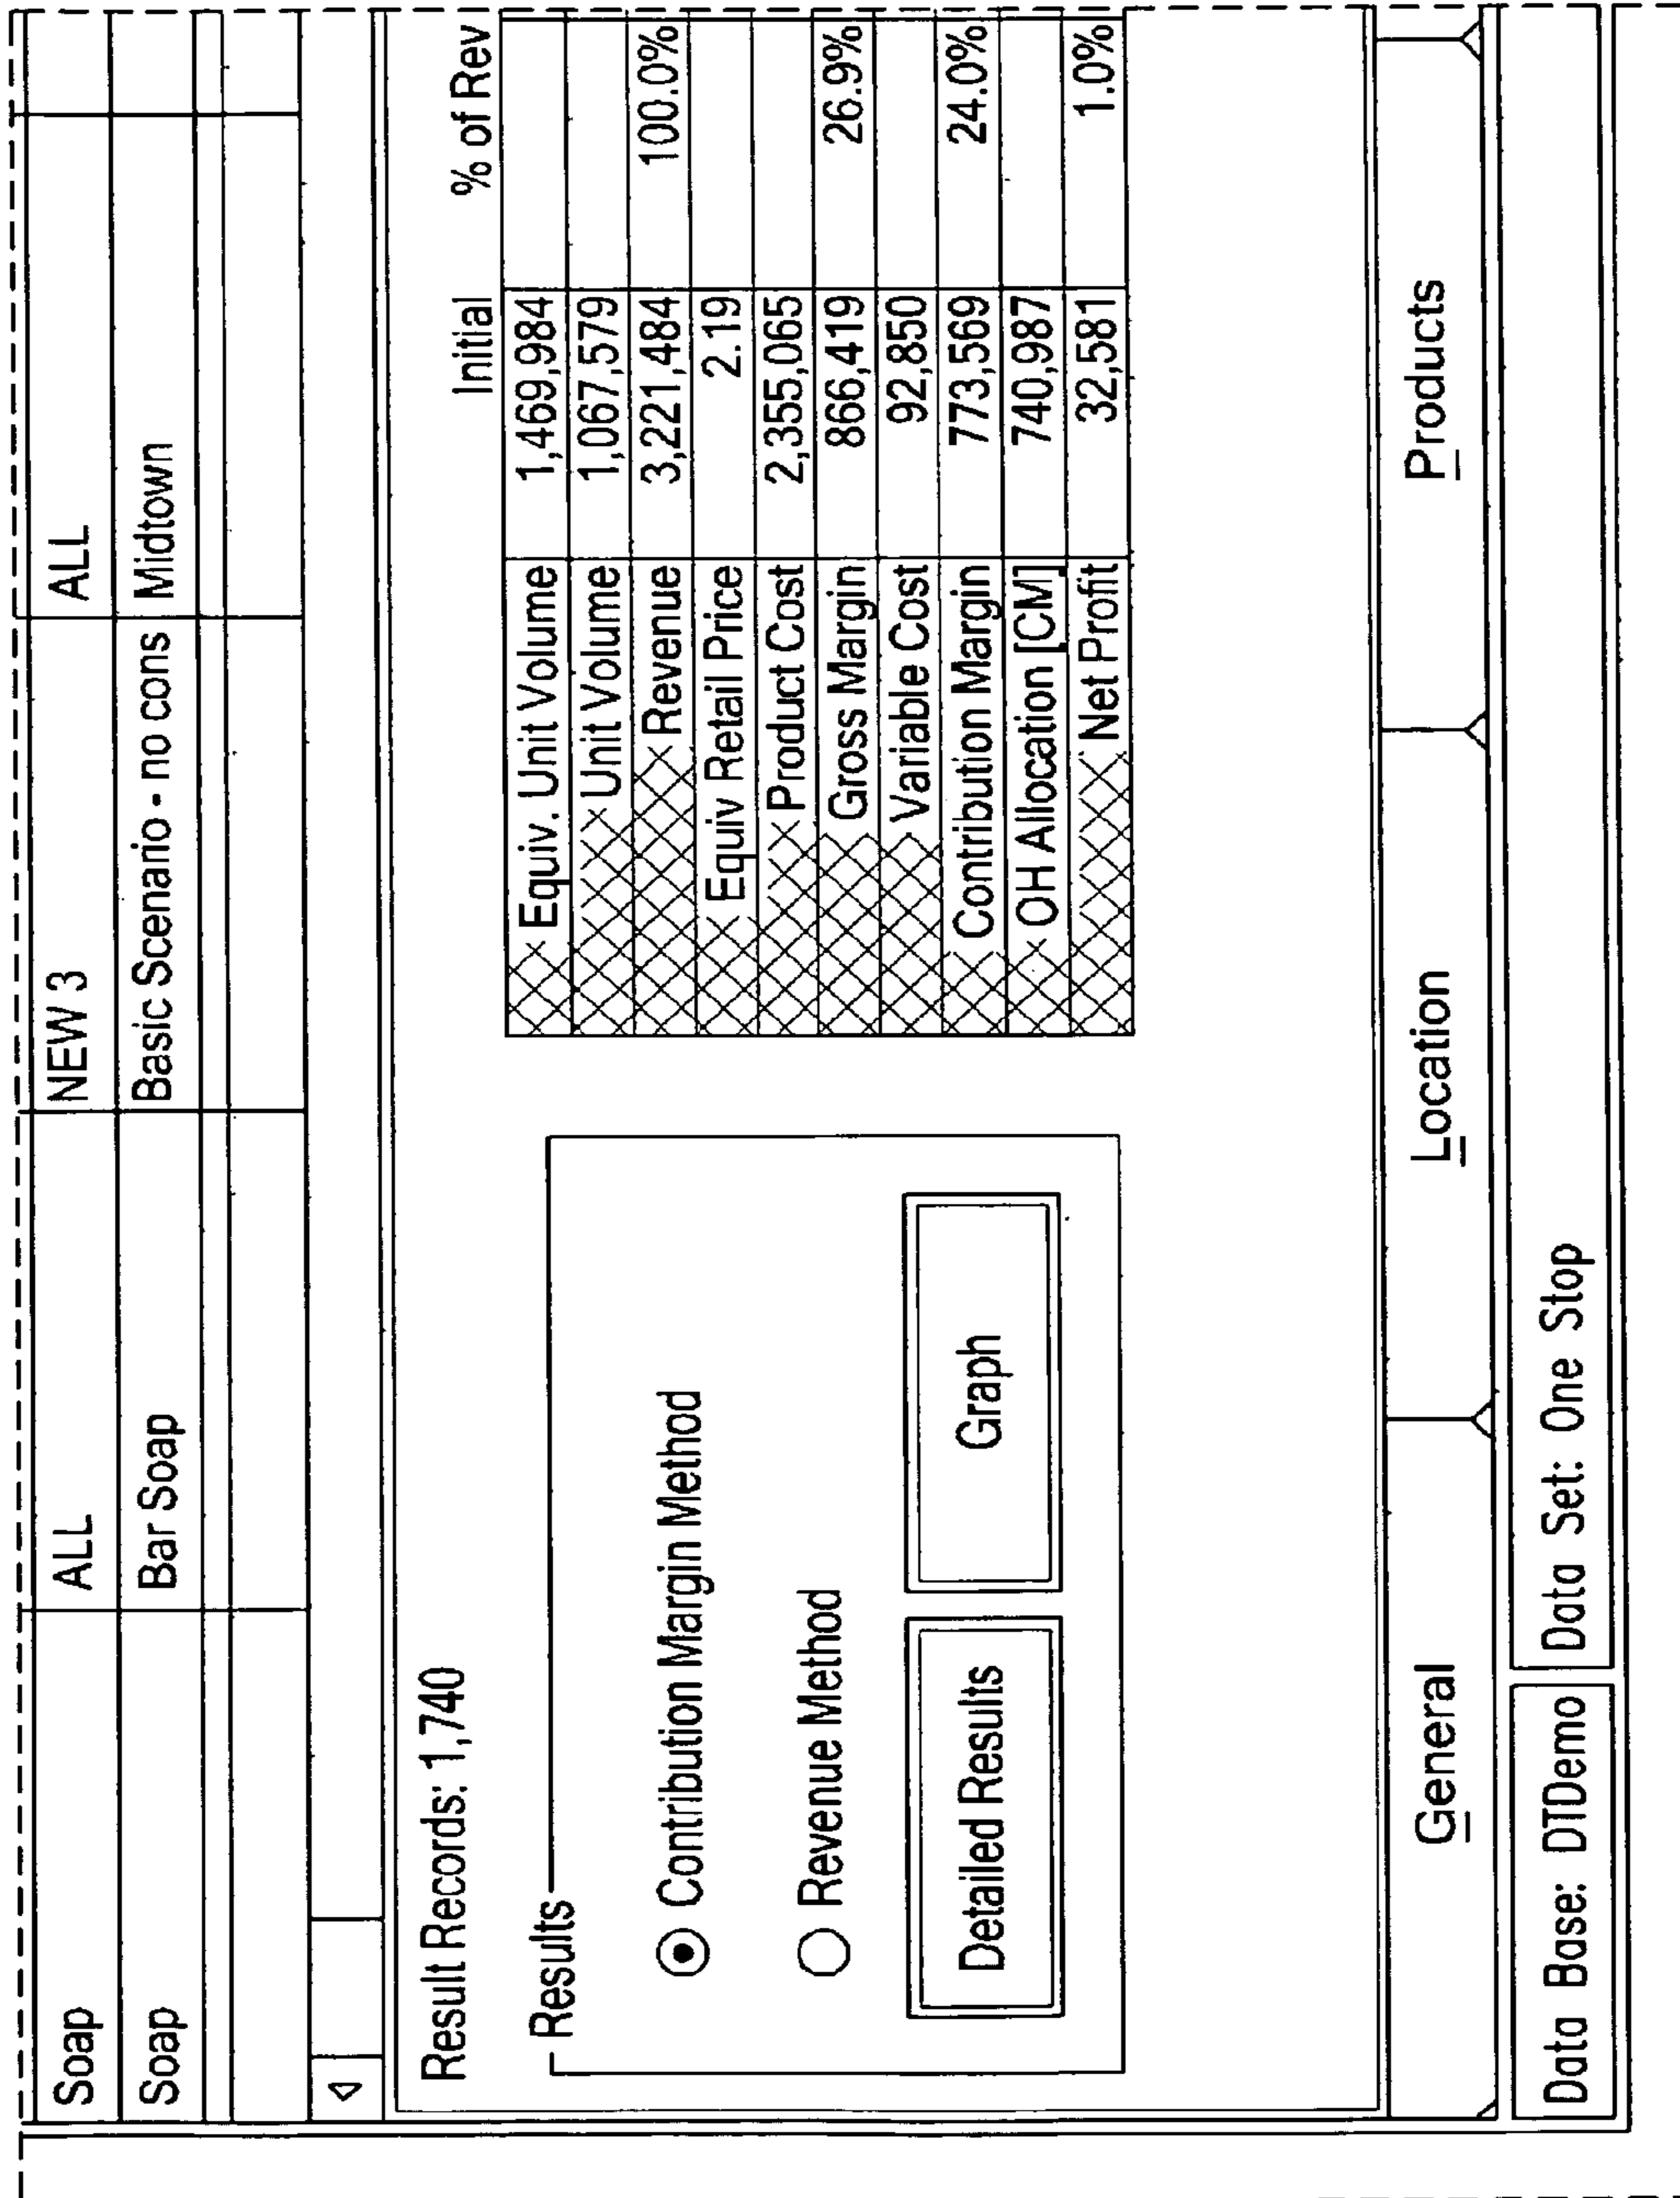 Soap ALL NEW 3 ALL
Soap Bar Soap Basic Scenario - no cons Midtown
Result Records: 1,740
Results
Contribution Margin Method
Revenue Method
Detailed Results Graph
Initial % of Rev
Equiv. Unit Volume 1,469,984
Unit Volume 1,067,579
Revenue 3,221,484 100.0%
Equiv Retail Price 2.19
Product Cost 2,355,065
Gross Margin 866,419 26.9%
Variable Cost 92,850
Contribution Margin 773,569 24.0%
OH Allocation [CM] 740,987
Net Profit 32,581 1.0%
General Location Products
Data Base: DTDemo Data Set: One Stop